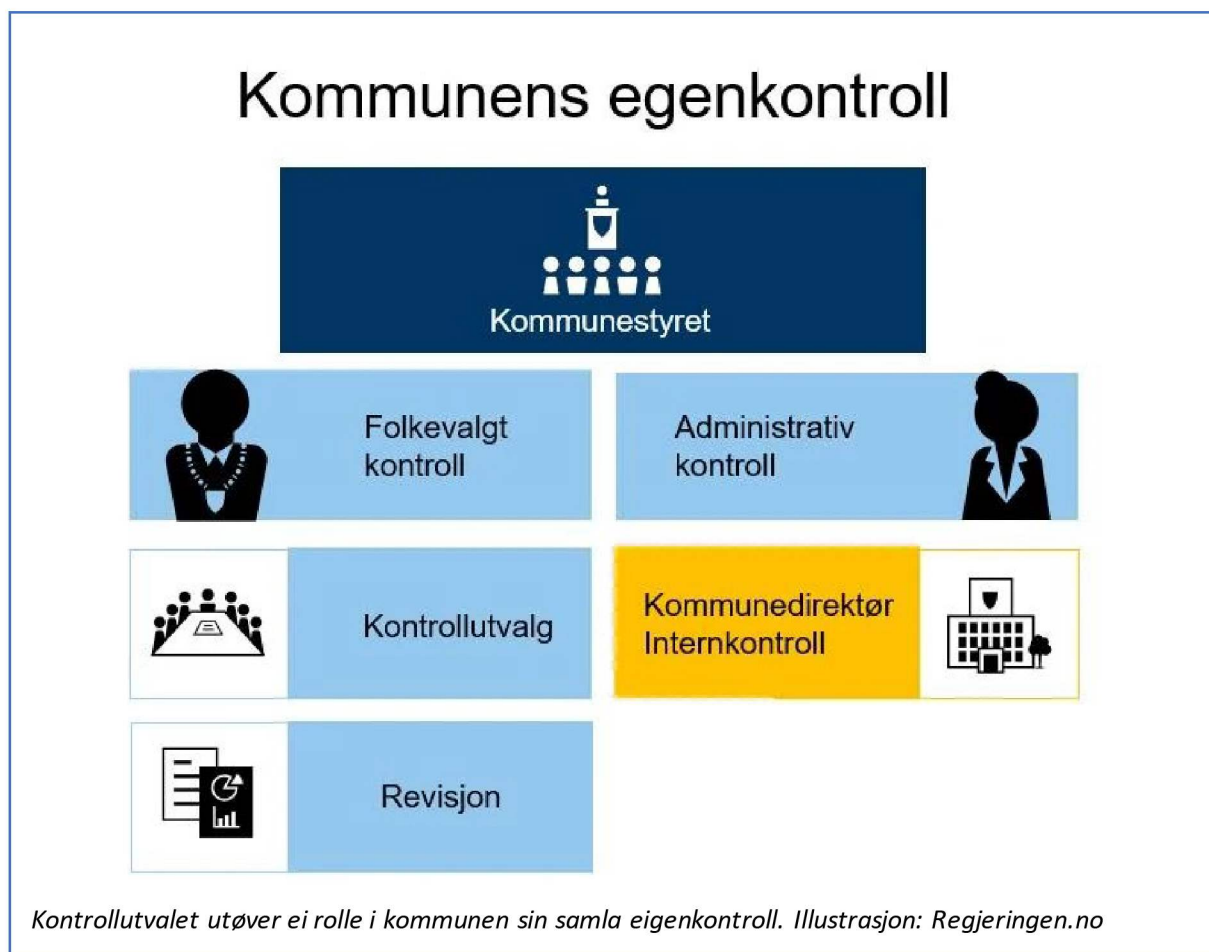 Kommunens egenkontroll
Kommunestyret
Folkevalgt
kontroll
Administrativ
kontroll
Kontrollutvalg
Kommunedirektør
Internkontroll
Revisjon
Kontrollutvalet utøver ei rolle i kommunen sin samla eigenkontroll. Illustrasjon: Regjeringen.no